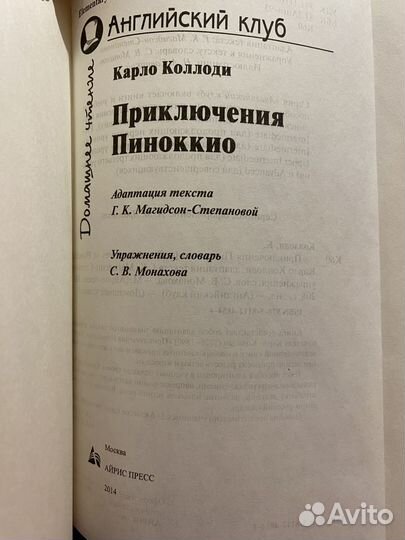 Elementary
Английский клуб
Домашнее чтение
Карло Коллоди
Приключения
Пиноккио
Адаптация текста
Г. К. Магидсон-Степановой
Упражнения, словарь
С. В. Монахова
Москва
АЙРИС ПРЕСС
2014
Avito